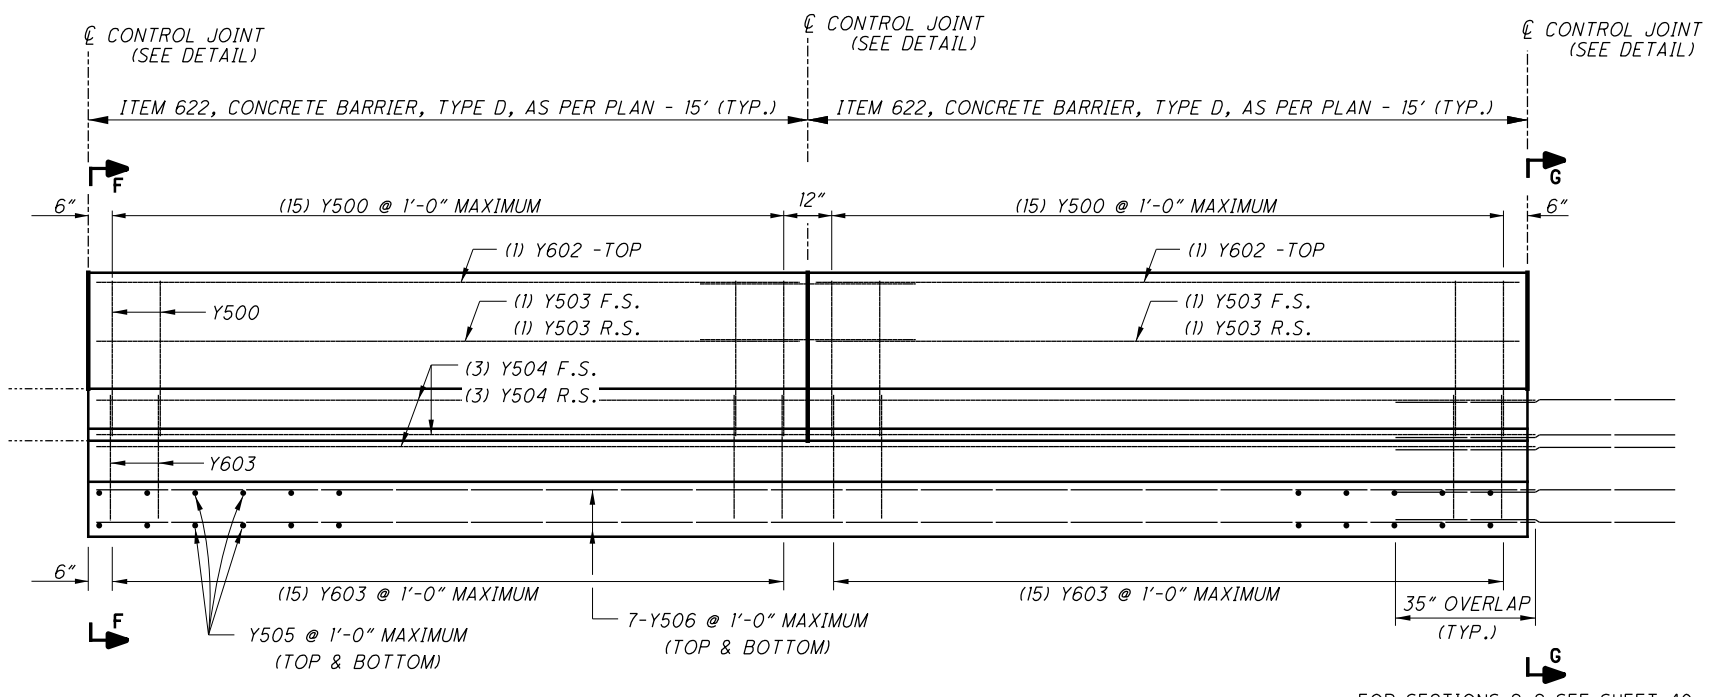 ℄ CONTROL JOINT
(SEE DETAIL)
℄ CONTROL JOINT
(SEE DETAIL)
℄ CONTROL JOINT
(SEE DETAIL)
ITEM 622, CONCRETE BARRIER, TYPE D, AS PER PLAN - 15' (TYP.)
ITEM 622, CONCRETE BARRIER, TYPE D, AS PER PLAN - 15' (TYP.)
F
G
6"
(15) Y500 @ 1'-0" MAXIMUM
12"
(15) Y500 @ 1'-0" MAXIMUM
6"
(1) Y602 -TOP
(1) Y602 -TOP
Y500
(1) Y503 F.S.
(1) Y503 R.S.
(1) Y503 F.S.
(1) Y503 R.S.
(3) Y504 F.S.
(3) Y504 R.S.
Y603
6"
(15) Y603 @ 1'-0" MAXIMUM
(15) Y603 @ 1'-0" MAXIMUM
35" OVERLAP
(TYP.)
F
Y505 @ 1'-0" MAXIMUM
(TOP & BOTTOM)
7-Y506 @ 1'-0" MAXIMUM
(TOP & BOTTOM)
G